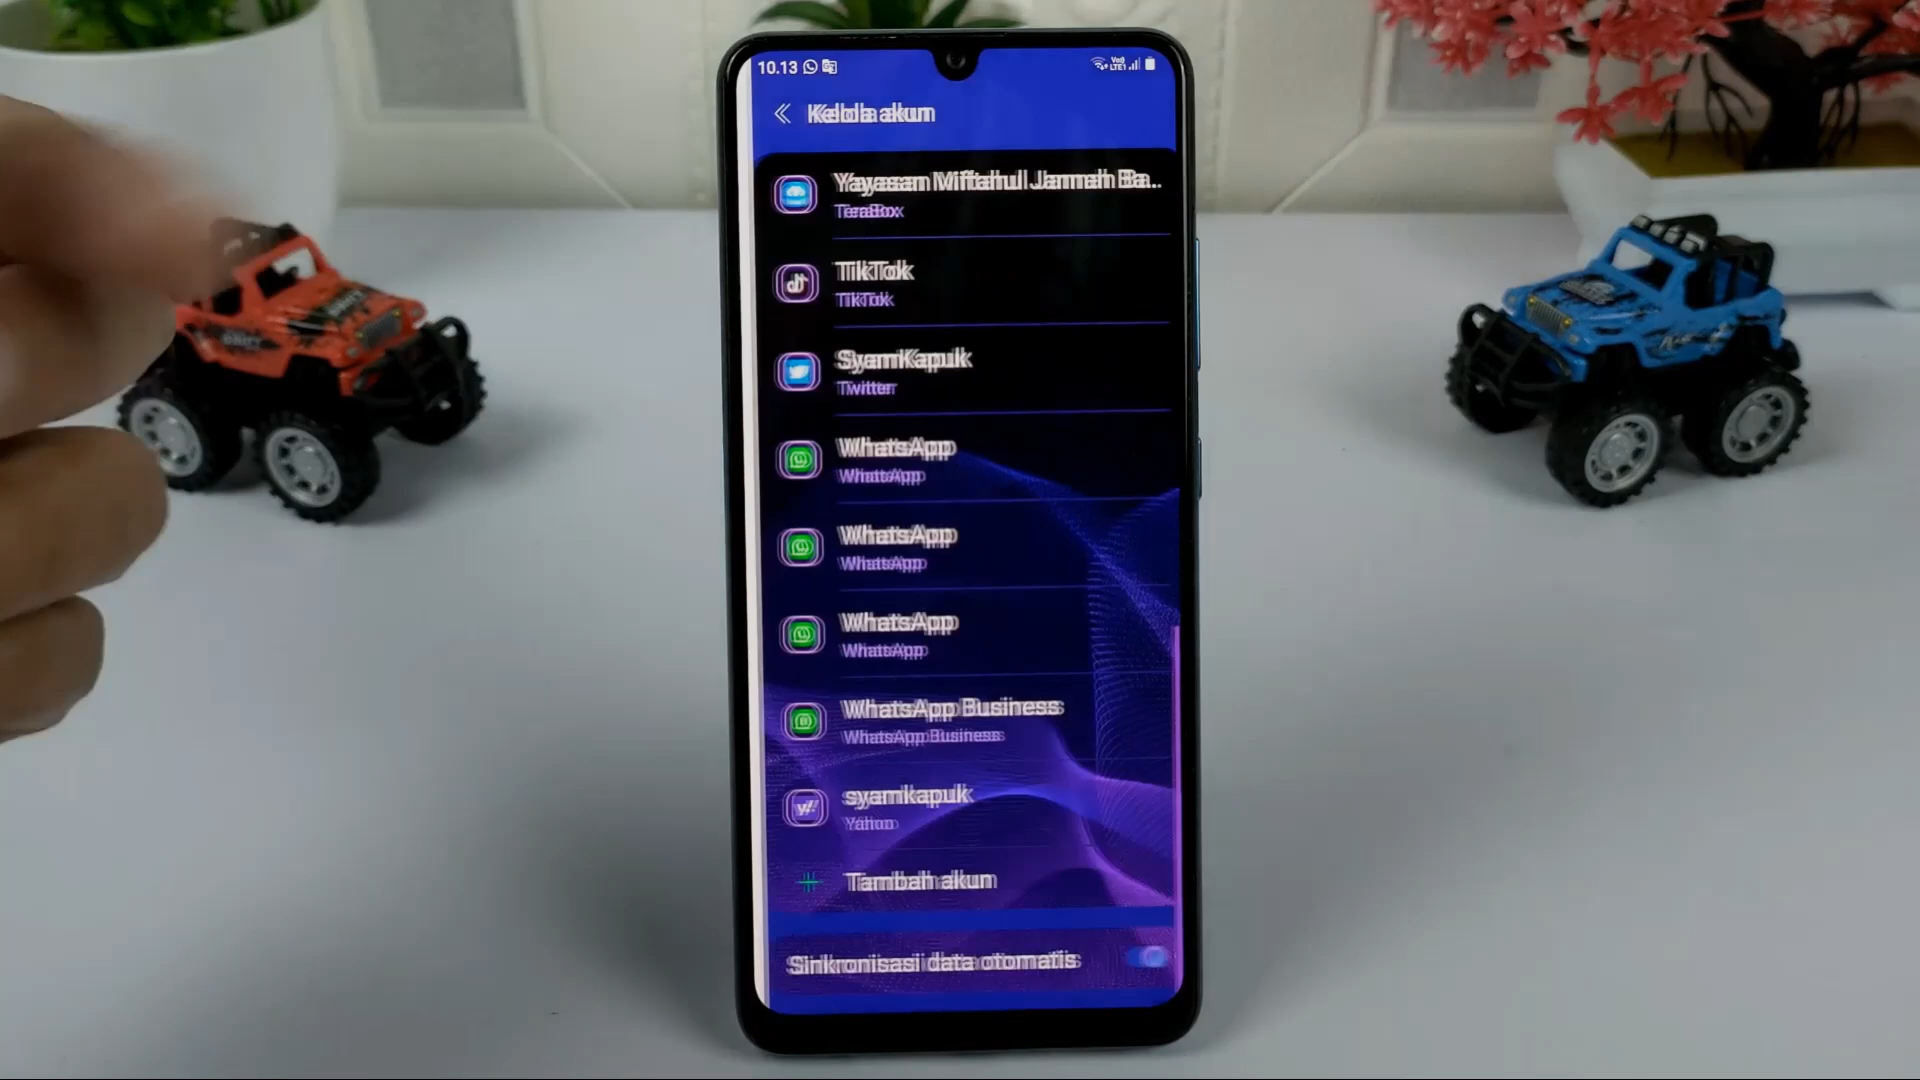 10.13
Kelola akun
Yayasan Miftahul Jannah Ba...
TeraBox
TikTok
TikTok
SyamKapuk
Twitter
WhatsApp
WhatsApp
WhatsApp
WhatsApp
WhatsApp
WhatsApp
WhatsApp Business
WhatsApp Business
syamkapuk
Yahoo
Tambah akun
Sinkronisasi data otomatis